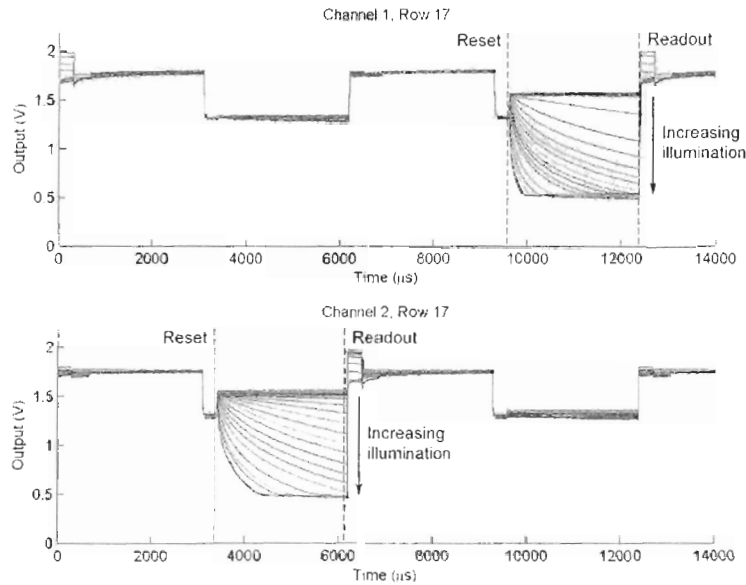 Channel 1, Row 17
Reset
Readout
2
1.5
1
0.5
0
Output (V)
Increasing
illumination
0
2000
4000
6000
8000
10000
12000
14000
Time (μs)
Channel 2, Row 17
Reset
Readout
2
1.5
1
0.5
0
Output (V)
Increasing
illumination
0
2000
4000
6000
8000
10000
12000
14000
Time (μs)